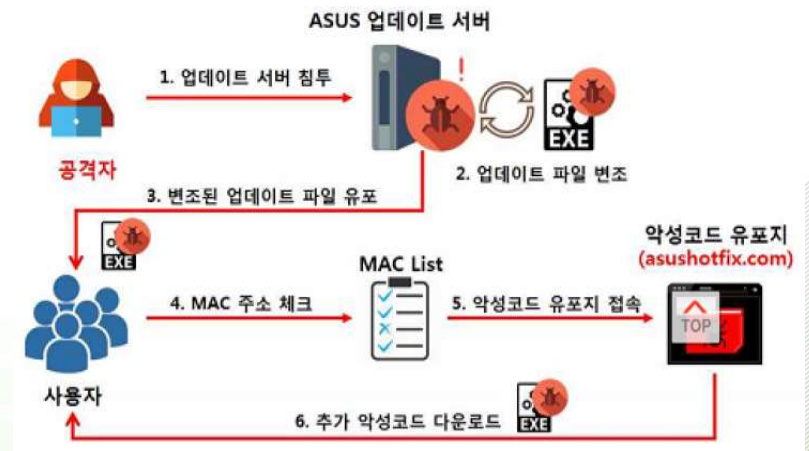 ASUS 업데이트 서버
1. 업데이트 서버 침투
EXE
공격자
2. 업데이트 파일 변조
3. 변조된 업데이트 파일 유포
EXE
악성코드 유포지
(asushotfix.com)
MAC List
4. MAC 주소 체크
5. 악성코드 유포지 접속
TOP
사용자
6. 추가 악성코드 다운로드
EXE